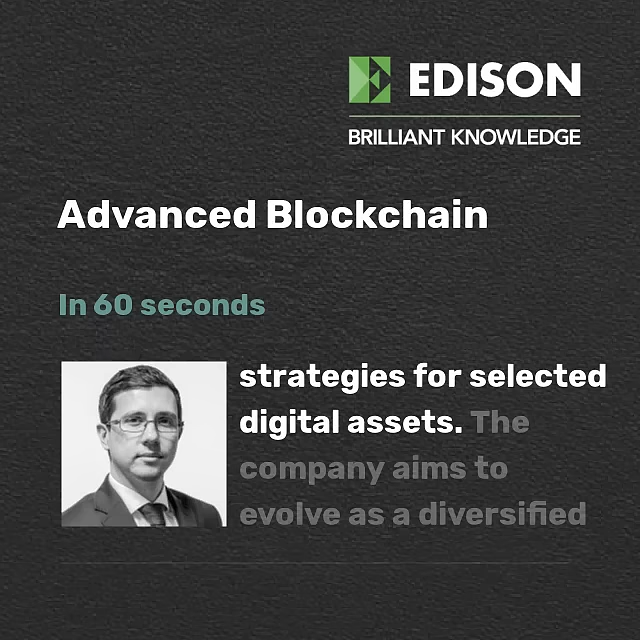 EDISON
BRILLIANT KNOWLEDGE
Advanced Blockchain
In 60 seconds
strategies for selected
digital assets. The
company aims to
evolve as a diversified